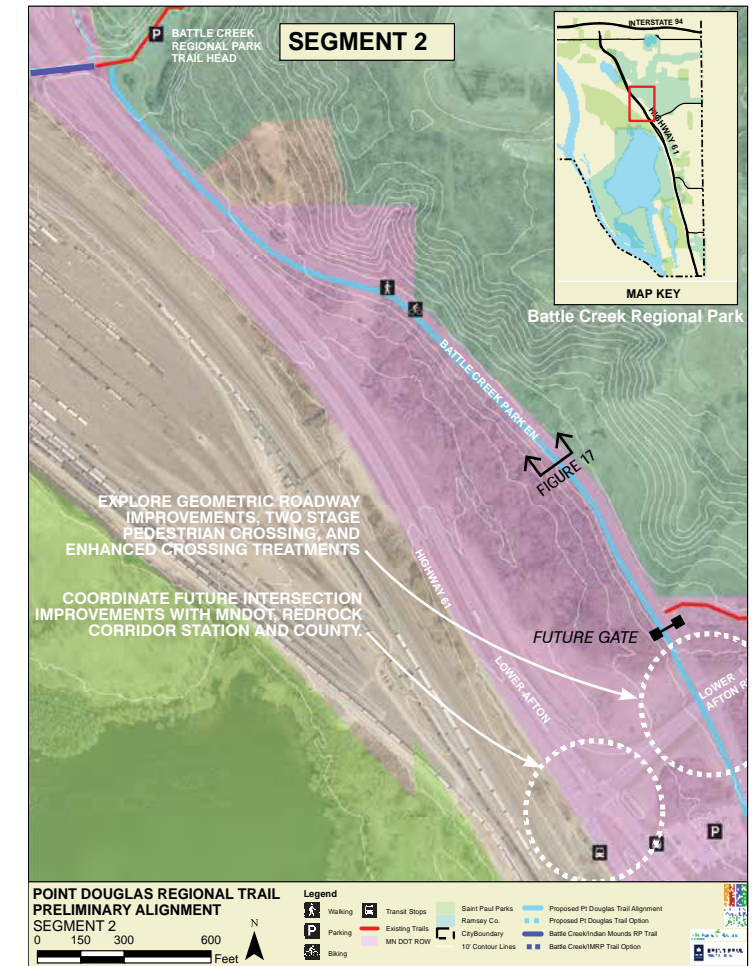 BATTLE CREEK
REGIONAL PARK
TRAIL HEAD
P
SEGMENT 2
INTERSTATE 94
HIGHWAY 61
MAP KEY
Battle Creek Regional Park
BATTLE CREEK PARK EN
FIGURE 17
EXPLORE GEOMETRIC ROADWAY
IMPROVEMENTS, TWO STAGE
PEDESTRIAN CROSSING, AND
ENHANCED CROSSING TREATMENTS
HIGHWAY 61
COORDINATE FUTURE INTERSECTION
IMPROVEMENTS WITH MNDOT, REDROCK
CORRIDOR STATION AND COUNTY.
FUTURE GATE
LOWER AFTON
LOWER
AFTON R
P
POINT DOUGLAS REGIONAL TRAIL
PRELIMINARY ALIGNMENT
SEGMENT 2
0 150 300 600
Feet
N
Legend
Walking
P Parking
Biking
Transit Stops
Existing Trails
MN DOT ROW
Saint Paul Parks
Ramsey Co.
CityBoundary
10' Contour Lines
Proposed Pt Douglas Trail Alignment
Proposed Pt Douglas Trail Option
Battle Creek/Indian Mounds RP Trail
Battle Creek/IMRP Trail Option